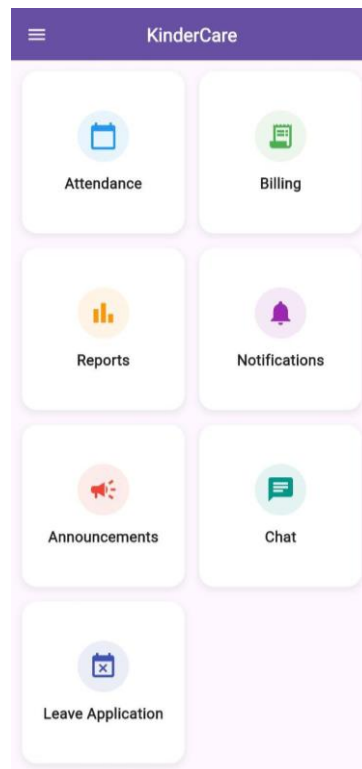 KinderCare
Attendance
Billing
Reports
Notifications
Announcements
Chat
Leave Application